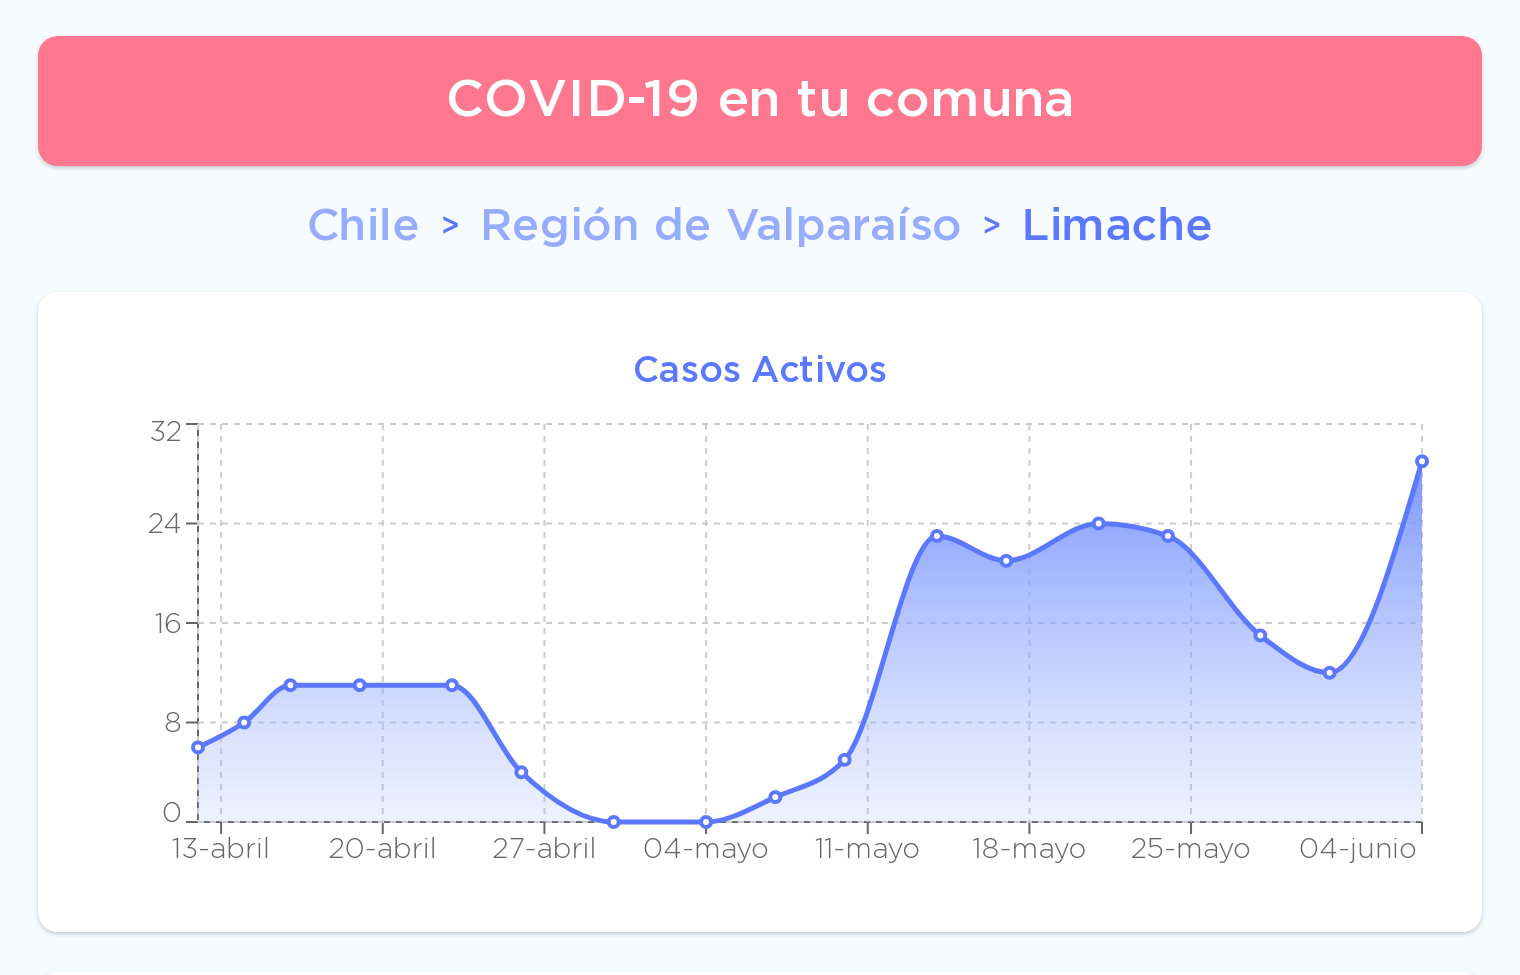 COVID-19 en tu comuna
Chile > Región de Valparaíso > Limache
Casos Activos
32
24
16
8
0
13-abril 20-abril 27-abril 04-mayo 11-mayo 18-mayo 25-mayo 04-junio